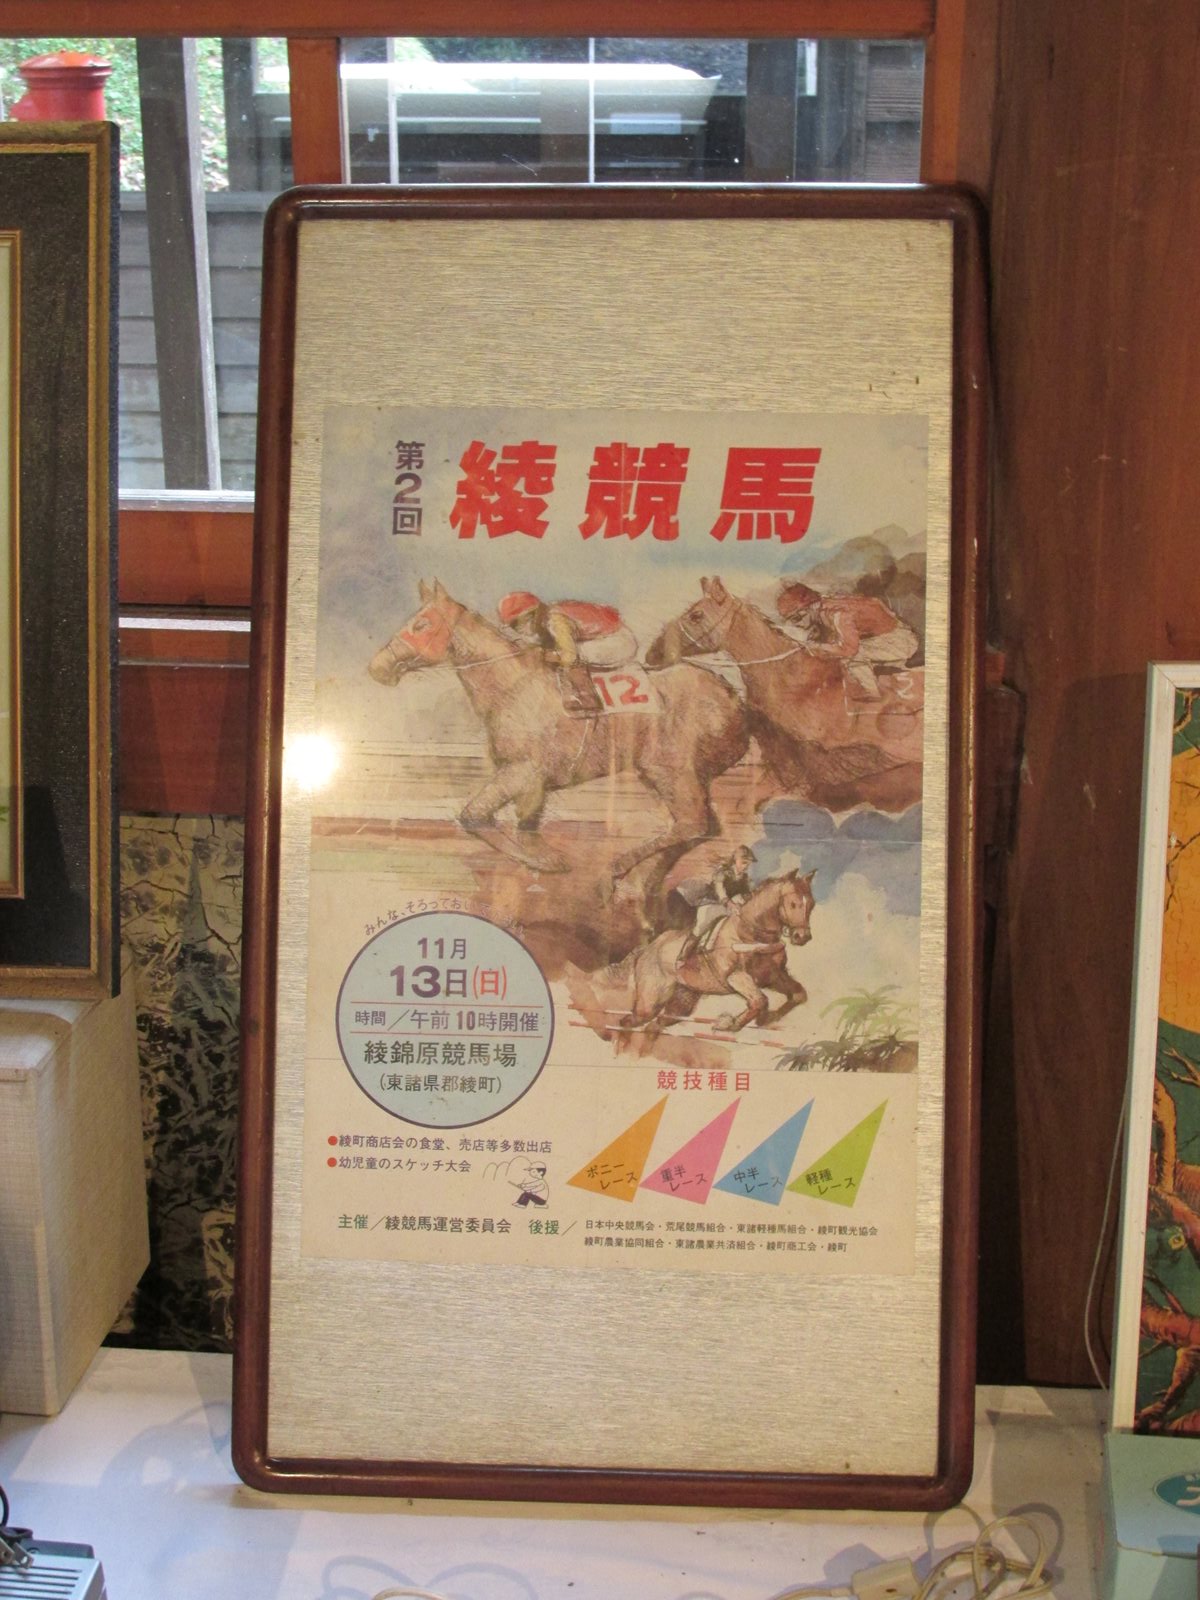 第2回
綾競馬
12
みんな、そろっておいで
11月
13日(日)
時間／午前10時開催
綾錦原競馬場
(東諸県郡綾町)
●綾町商店会の食堂、売店等多数出店
●幼児童のスケッチ大会
競技種目
ポニーレース
重半レース
中半レース
軽種レース
主催／綾競馬運営委員会
後援／日本中央競馬会・荒尾競馬組合・東諸軽種馬組合・綾町観光協会
綾町農業協同組合・東諸農業共済組合・綾町商工会・綾町